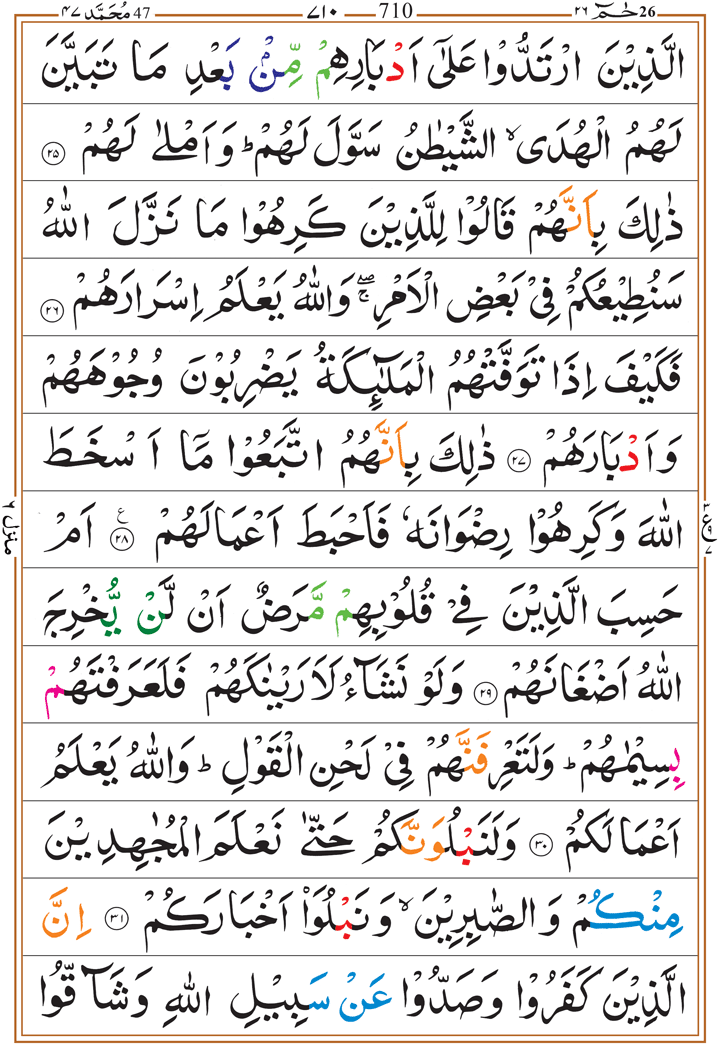 26 حٰمٓ ٢٦ 710 ٧١٠ مُحَمَّد 47 ٤٧
الَّذِيْنَ ارْتَدُّوْا عَلٰٓى اَدْبَارِهِمْ مِّنْۢ بَعْدِ مَا تَبَيَّنَ
لَهُمُ الْهُدَى ۙ الشَّيْطٰنُ سَوَّلَ لَهُمْ ؕ وَاَمْلٰى لَهُمْ ﴿٢٥﴾
ذٰلِكَ بِاَنَّهُمْ قَالُوْا لِلَّذِيْنَ كَرِهُوْا مَا نَزَّلَ اللّٰهُ
سَنُطِيْعُكُمْ فِيْ بَعْضِ الْاَمْرِ ۖۚ وَاللّٰهُ يَعْلَمُ اِسْرَارَهُمْ ﴿٢٦﴾
فَكَيْفَ اِذَا تَوَفَّتْهُمُ الْمَلٰٓئِكَةُ يَضْرِبُوْنَ وُجُوْهَهُمْ
وَاَدْبَارَهُمْ ﴿٢٧﴾ ذٰلِكَ بِاَنَّهُمُ اتَّبَعُوْا مَاۤ اَسْخَطَ
اللّٰهَ وَكَرِهُوْا رِضْوَانَهٗ فَاَحْبَطَ اَعْمَالَهُمْ ﴿٢٨﴾ ع اَمْ
حَسِبَ الَّذِيْنَ فِيْ قُلُوْبِهِمْ مَّرَضٌ اَنْ لَّنْ يُّخْرِجَ
اللّٰهُ اَضْغَانَهُمْ ﴿٢٩﴾ وَلَوْ نَشَآءُ لَاَرَيْنٰكَهُمْ فَلَعَرَفْتَهُمْ
بِسِيْمٰىهُمْ ؕ وَلَتَعْرِفَنَّهُمْ فِيْ لَحْنِ الْقَوْلِ ؕ وَاللّٰهُ يَعْلَمُ
اَعْمَالَكُمْ ﴿٣٠﴾ وَلَنَبْلُوَنَّكُمْ حَتّٰى نَعْلَمَ الْمُجٰهِدِيْنَ
مِنْكُمْ وَالصّٰبِرِيْنَ ۙ وَنَبْلُوَا۟ اَخْبَارَكُمْ ﴿٣١﴾ اِنَّ
الَّذِيْنَ كَفَرُوْا وَصَدُّوْا عَنْ سَبِيْلِ اللّٰهِ وَشَآقُّوا
منزل ٦